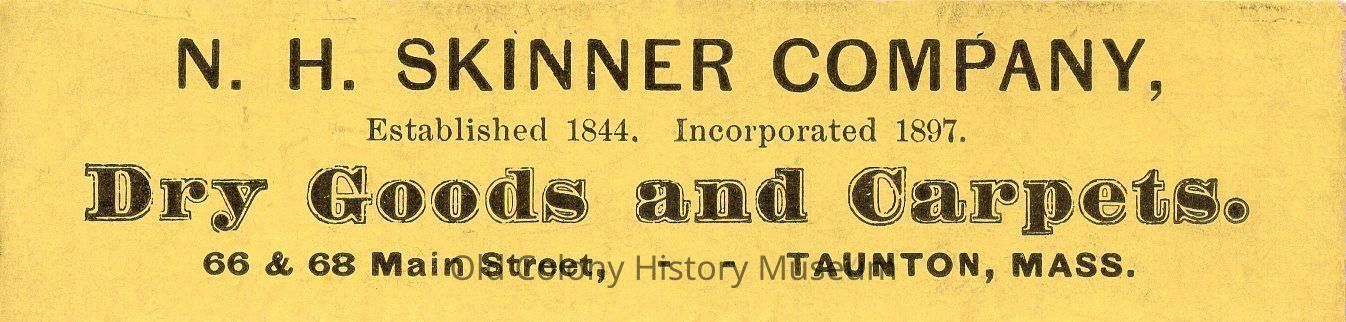 N. H. SKINNER COMPANY,
Established 1844. Incorporated 1897.
Dry Goods and Carpets.
66 & 68 Main Street, - - TAUNTON, MASS.
Old Colony History Museum